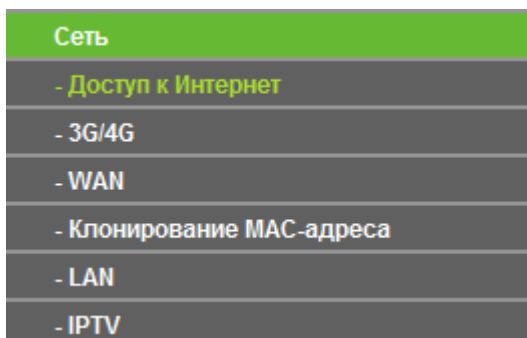 Сеть
- Доступ к Интернет
- 3G/4G
- WAN
- Клонирование MAC-адреса
- LAN
- IPTV